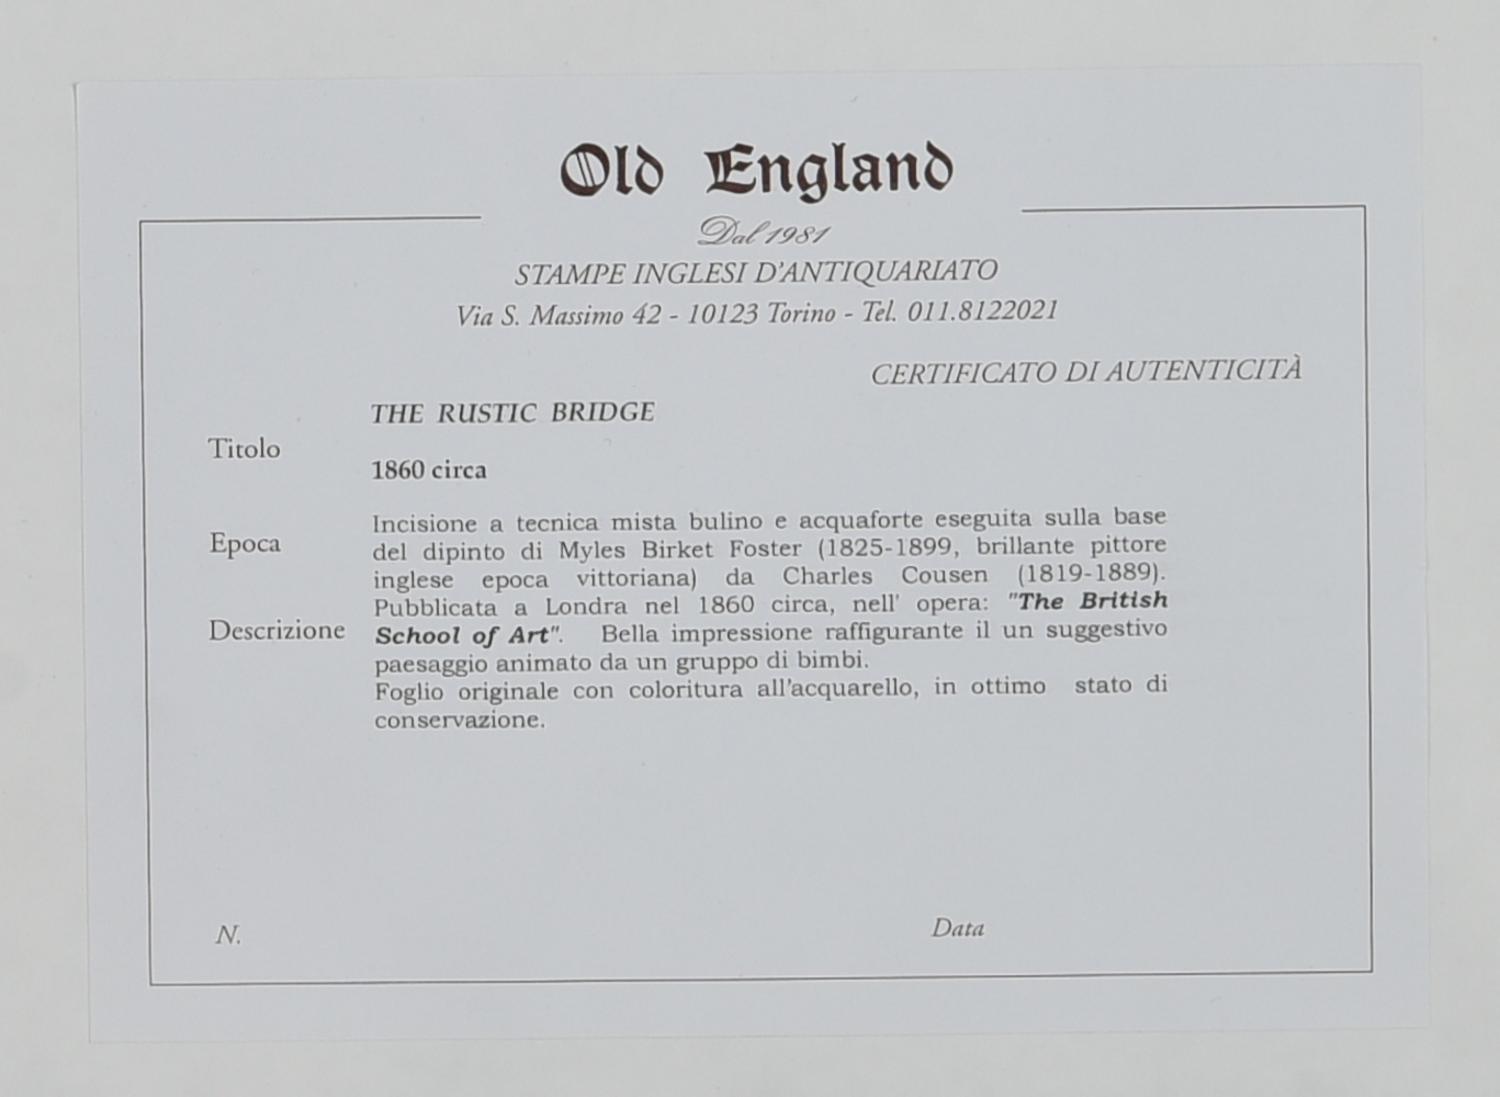 Old England
Dal 1981
STAMPE INGLESI D'ANTIQUARIATO
Via S. Massimo 42 - 10123 Torino - Tel. 011.8122021
CERTIFICATO DI AUTENTICITÀ
THE RUSTIC BRIDGE
Titolo
1860 circa
Epoca
Incisione a tecnica mista bulino e acquaforte eseguita sulla base
del dipinto di Myles Birket Foster (1825-1899, brillante pittore
inglese epoca vittoriana) da Charles Cousen (1819-1889).
Pubblicata a Londra nel 1860 circa, nell' opera: "The British
Descrizione
School of Art". Bella impressione raffigurante il un suggestivo
paesaggio animato da un gruppo di bimbi.
Foglio originale con coloritura all'acquarello, in ottimo stato di
conservazione.
N.
Data